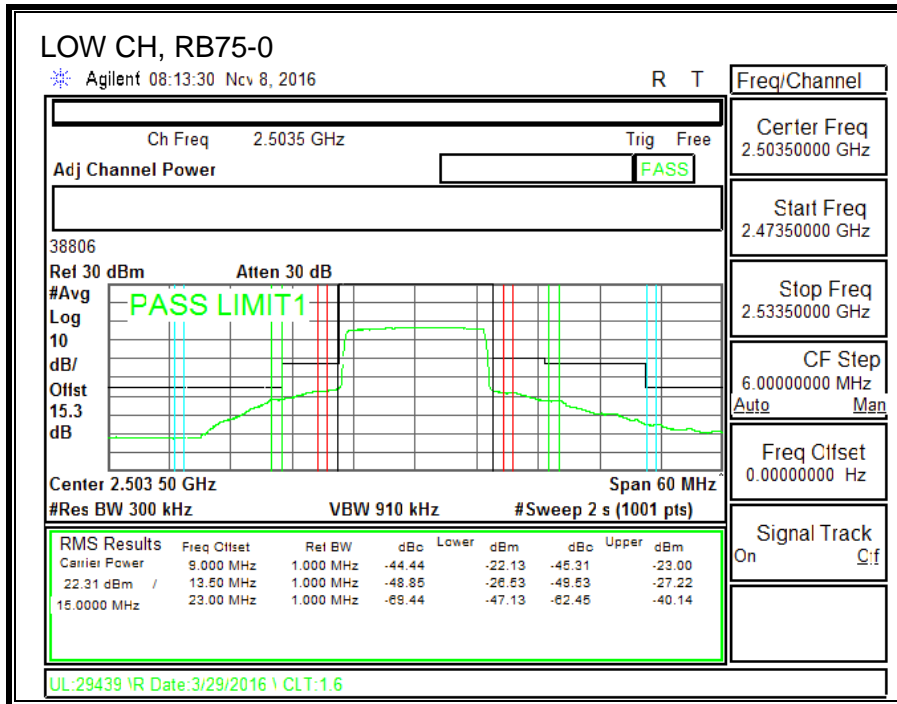 LOW CH, RB75-0
Agilent 08:13:30 Nov 8, 2016 R T
Ch Freq 2.5035 GHz Trig Free
Adj Channel Power PASS
38806
Ref 30 dBm Atten 30 dB
#Avg
Log
10
dB/
Offst
15.3
dB
PASS LIMIT1
Center 2.503 50 GHz Span 60 MHz
#Res BW 300 kHz VBW 910 kHz #Sweep 2 s (1001 pts)
RMS Results Freq Offset Ref BW dBc Lower dBm dBc Upper dBm
Carrier Power 9.000 MHz 1.000 MHz -44.44 -22.13 -45.31 -23.00
22.31 dBm / 13.50 MHz 1.000 MHz -48.85 -26.53 -49.53 -27.22
15.0000 MHz 23.00 MHz 1.000 MHz -69.44 -47.13 -62.45 -40.14
UL:29439 \R Date:3/29/2016 \ CLT:1.6
Freq/Channel
Center Freq
2.50350000 GHz
Start Freq
2.47350000 GHz
Stop Freq
2.53350000 GHz
CF Step
6.00000000 MHz
Auto Man
Freq Offset
0.00000000 Hz
Signal Track
On Off